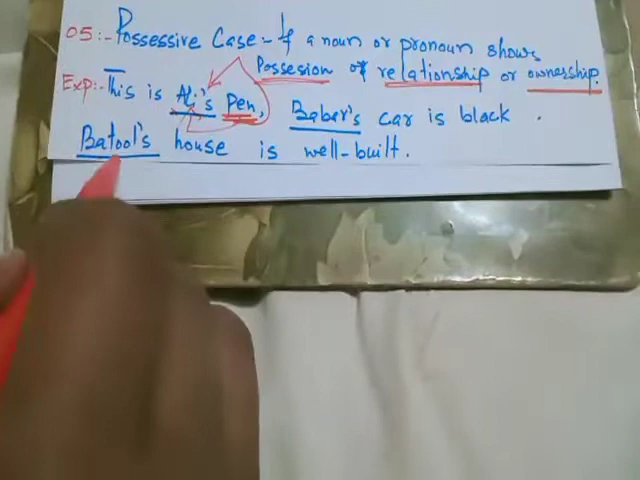 05:- Possessive Case:- If a noun or pronoun shows
Possesion of relationship or ownership.
Exp:- This is Ali's Pen, Babar's car is black .
Batool's house is well-built.